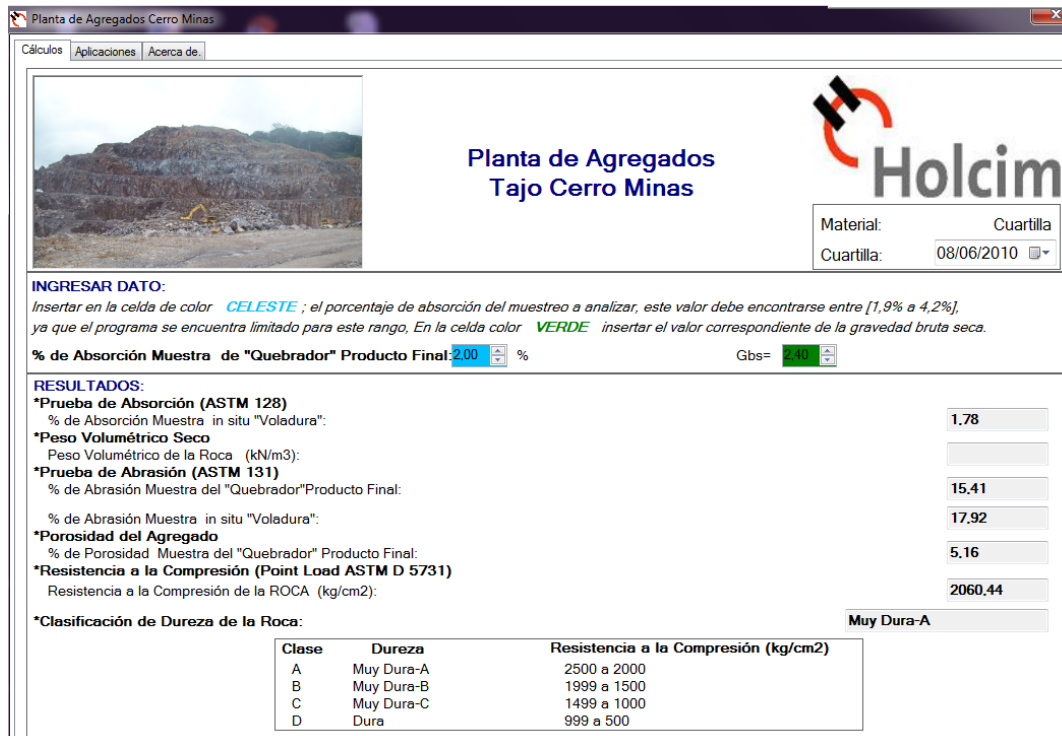 Planta de Agregados Cerro Minas
Cálculos Aplicaciones Acerca de.
Planta de Agregados
Tajo Cerro Minas
Holcim
Material: Cuartilla
Cuartilla: 08/06/2010
INGRESAR DATO:
Insertar en la celda de color CELESTE ; el porcentaje de absorción del muestreo a analizar, este valor debe encontrarse entre [1,9% a 4,2%],
ya que el programa se encuentra limitado para este rango, En la celda color VERDE insertar el valor correspondiente de la gravedad bruta seca.
% de Absorción Muestra de "Quebrador" Producto Final: 2,00 % Gbs= 2,40
RESULTADOS:
*Prueba de Absorción (ASTM 128)
% de Absorción Muestra in situ "Voladura": 1,78
*Peso Volumétrico Seco
Peso Volumétrico de la Roca (kN/m3):
*Prueba de Abrasión (ASTM 131)
% de Abrasión Muestra del "Quebrador"Producto Final: 15,41
% de Abrasión Muestra in situ "Voladura": 17,92
*Porosidad del Agregado
% de Porosidad Muestra del "Quebrador" Producto Final: 5,16
*Resistencia a la Compresión (Point Load ASTM D 5731)
Resistencia a la Compresión de la ROCA (kg/cm2): 2060,44
*Clasificación de Dureza de la Roca: Muy Dura-A
Clase Dureza Resistencia a la Compresión (kg/cm2)
A Muy Dura-A 2500 a 2000
B Muy Dura-B 1999 a 1500
C Muy Dura-C 1499 a 1000
D Dura 999 a 500